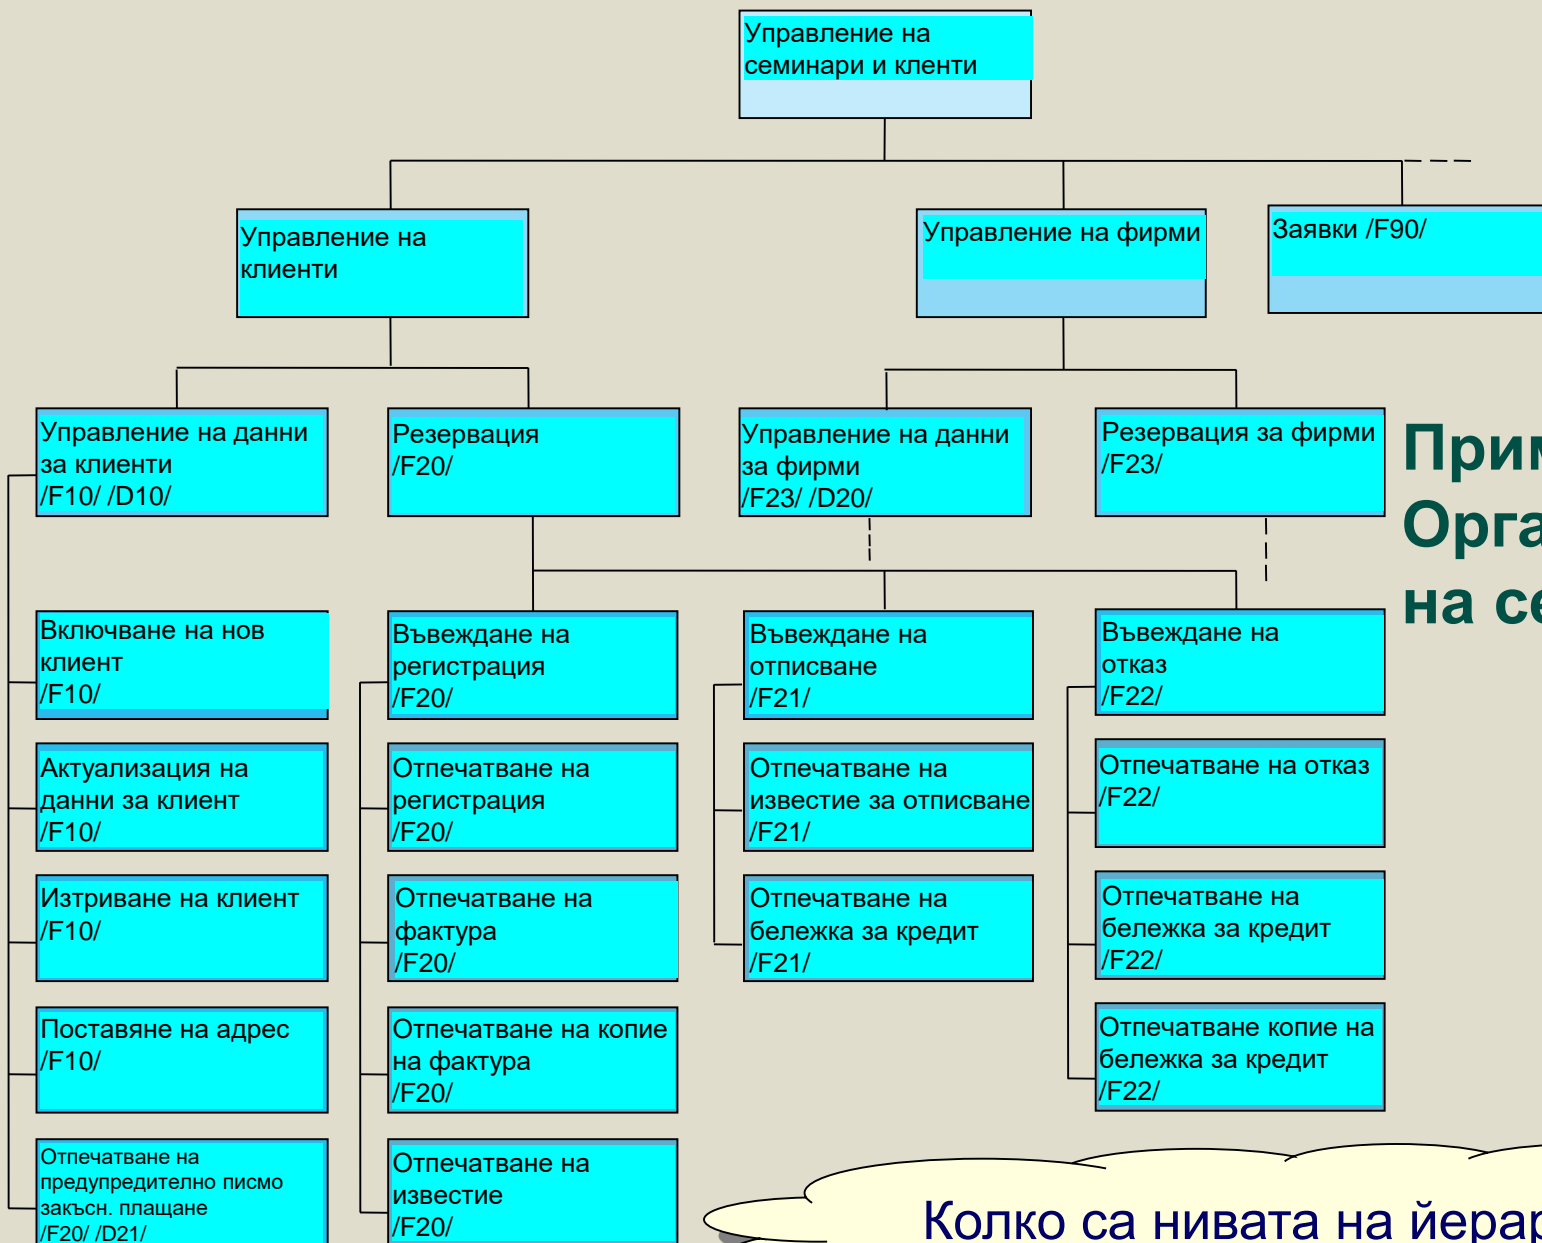 Управление на
семинари и кленти
Управление на
клиенти
Управление на фирми
Заявки /F90/
Управление на данни
за клиенти
/F10/ /D10/
Резервация
/F20/
Управление на данни
за фирми
/F23/ /D20/
Резервация за фирми
/F23/
на
Включване на нов
клиент
/F10/
Въвеждане на
регистрация
/F20/
Въвеждане на
отписване
/F21/
Въвеждане на
отказ
/F22/
Актуализация на
данни за клиент
/F10/
Отпечатване на
регистрация
/F20/
Отпечатване на
известие за отписване
/F21/
Отпечатване на отказ
/F22/
Изтриване на клиент
/F10/
Отпечатване на
фактура
/F20/
Отпечатване на
бележка за кредит
/F21/
Отпечатване на
бележка за кредит
/F22/
Поставяне на адрес
/F10/
Отпечатване на копие
на фактура
/F20/
Отпечатване копие на
бележка за кредит
/F22/
Отпечатване на
предупредително писмо
закъсн. плащане
/F20/ /D21/
Отпечатване на
известие
/F20/
Колко са нивата на